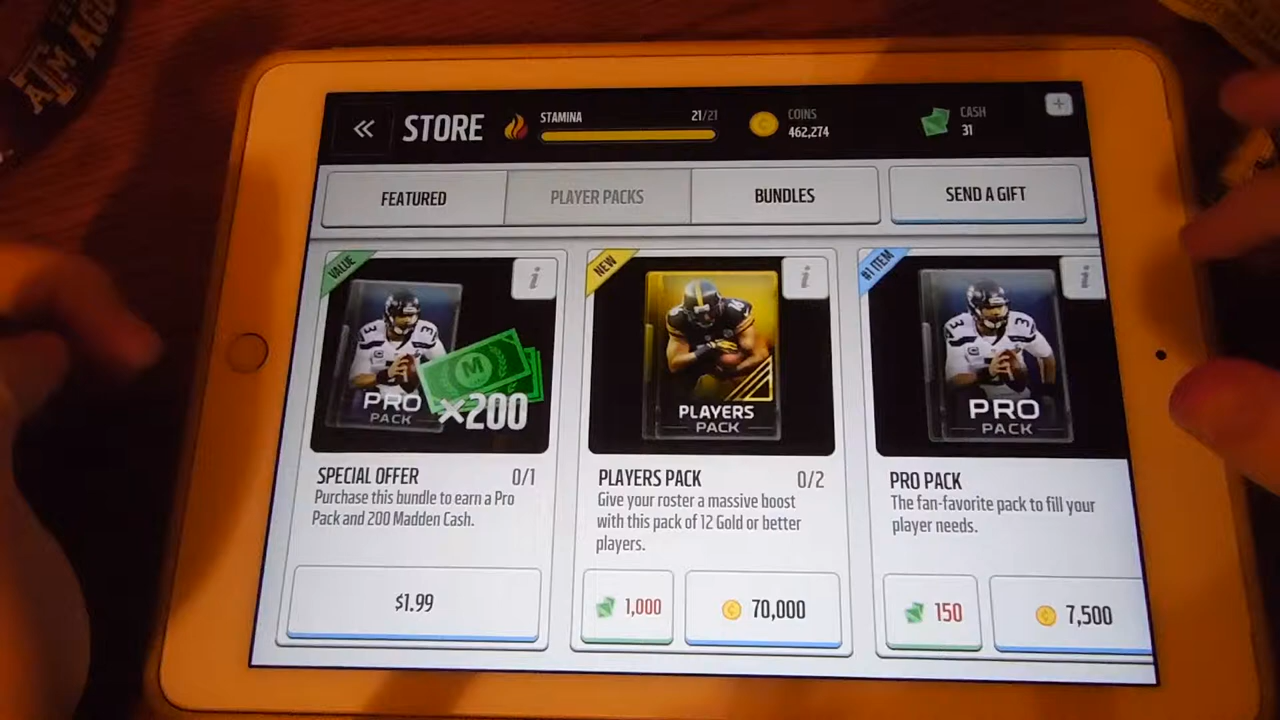 ATM AGG
STORE
STAMINA
21/21
COINS
462,274
CASH
31
FEATURED
PLAYER PACKS
BUNDLES
SEND A GIFT
VALUE
PRO
PACK
×200
M
SPECIAL OFFER 0/1
Purchase this bundle to earn a Pro
Pack and 200 Madden Cash.
$1.99
NEW
PLAYERS
PACK
PLAYERS PACK 0/2
Give your roster a massive boost
with this pack of 12 Gold or better
players.
1,000
70,000
#1 ITEM
3 3
PRO
PACK
PRO PACK
The fan-favorite pack to fill your
player needs.
150
7,500